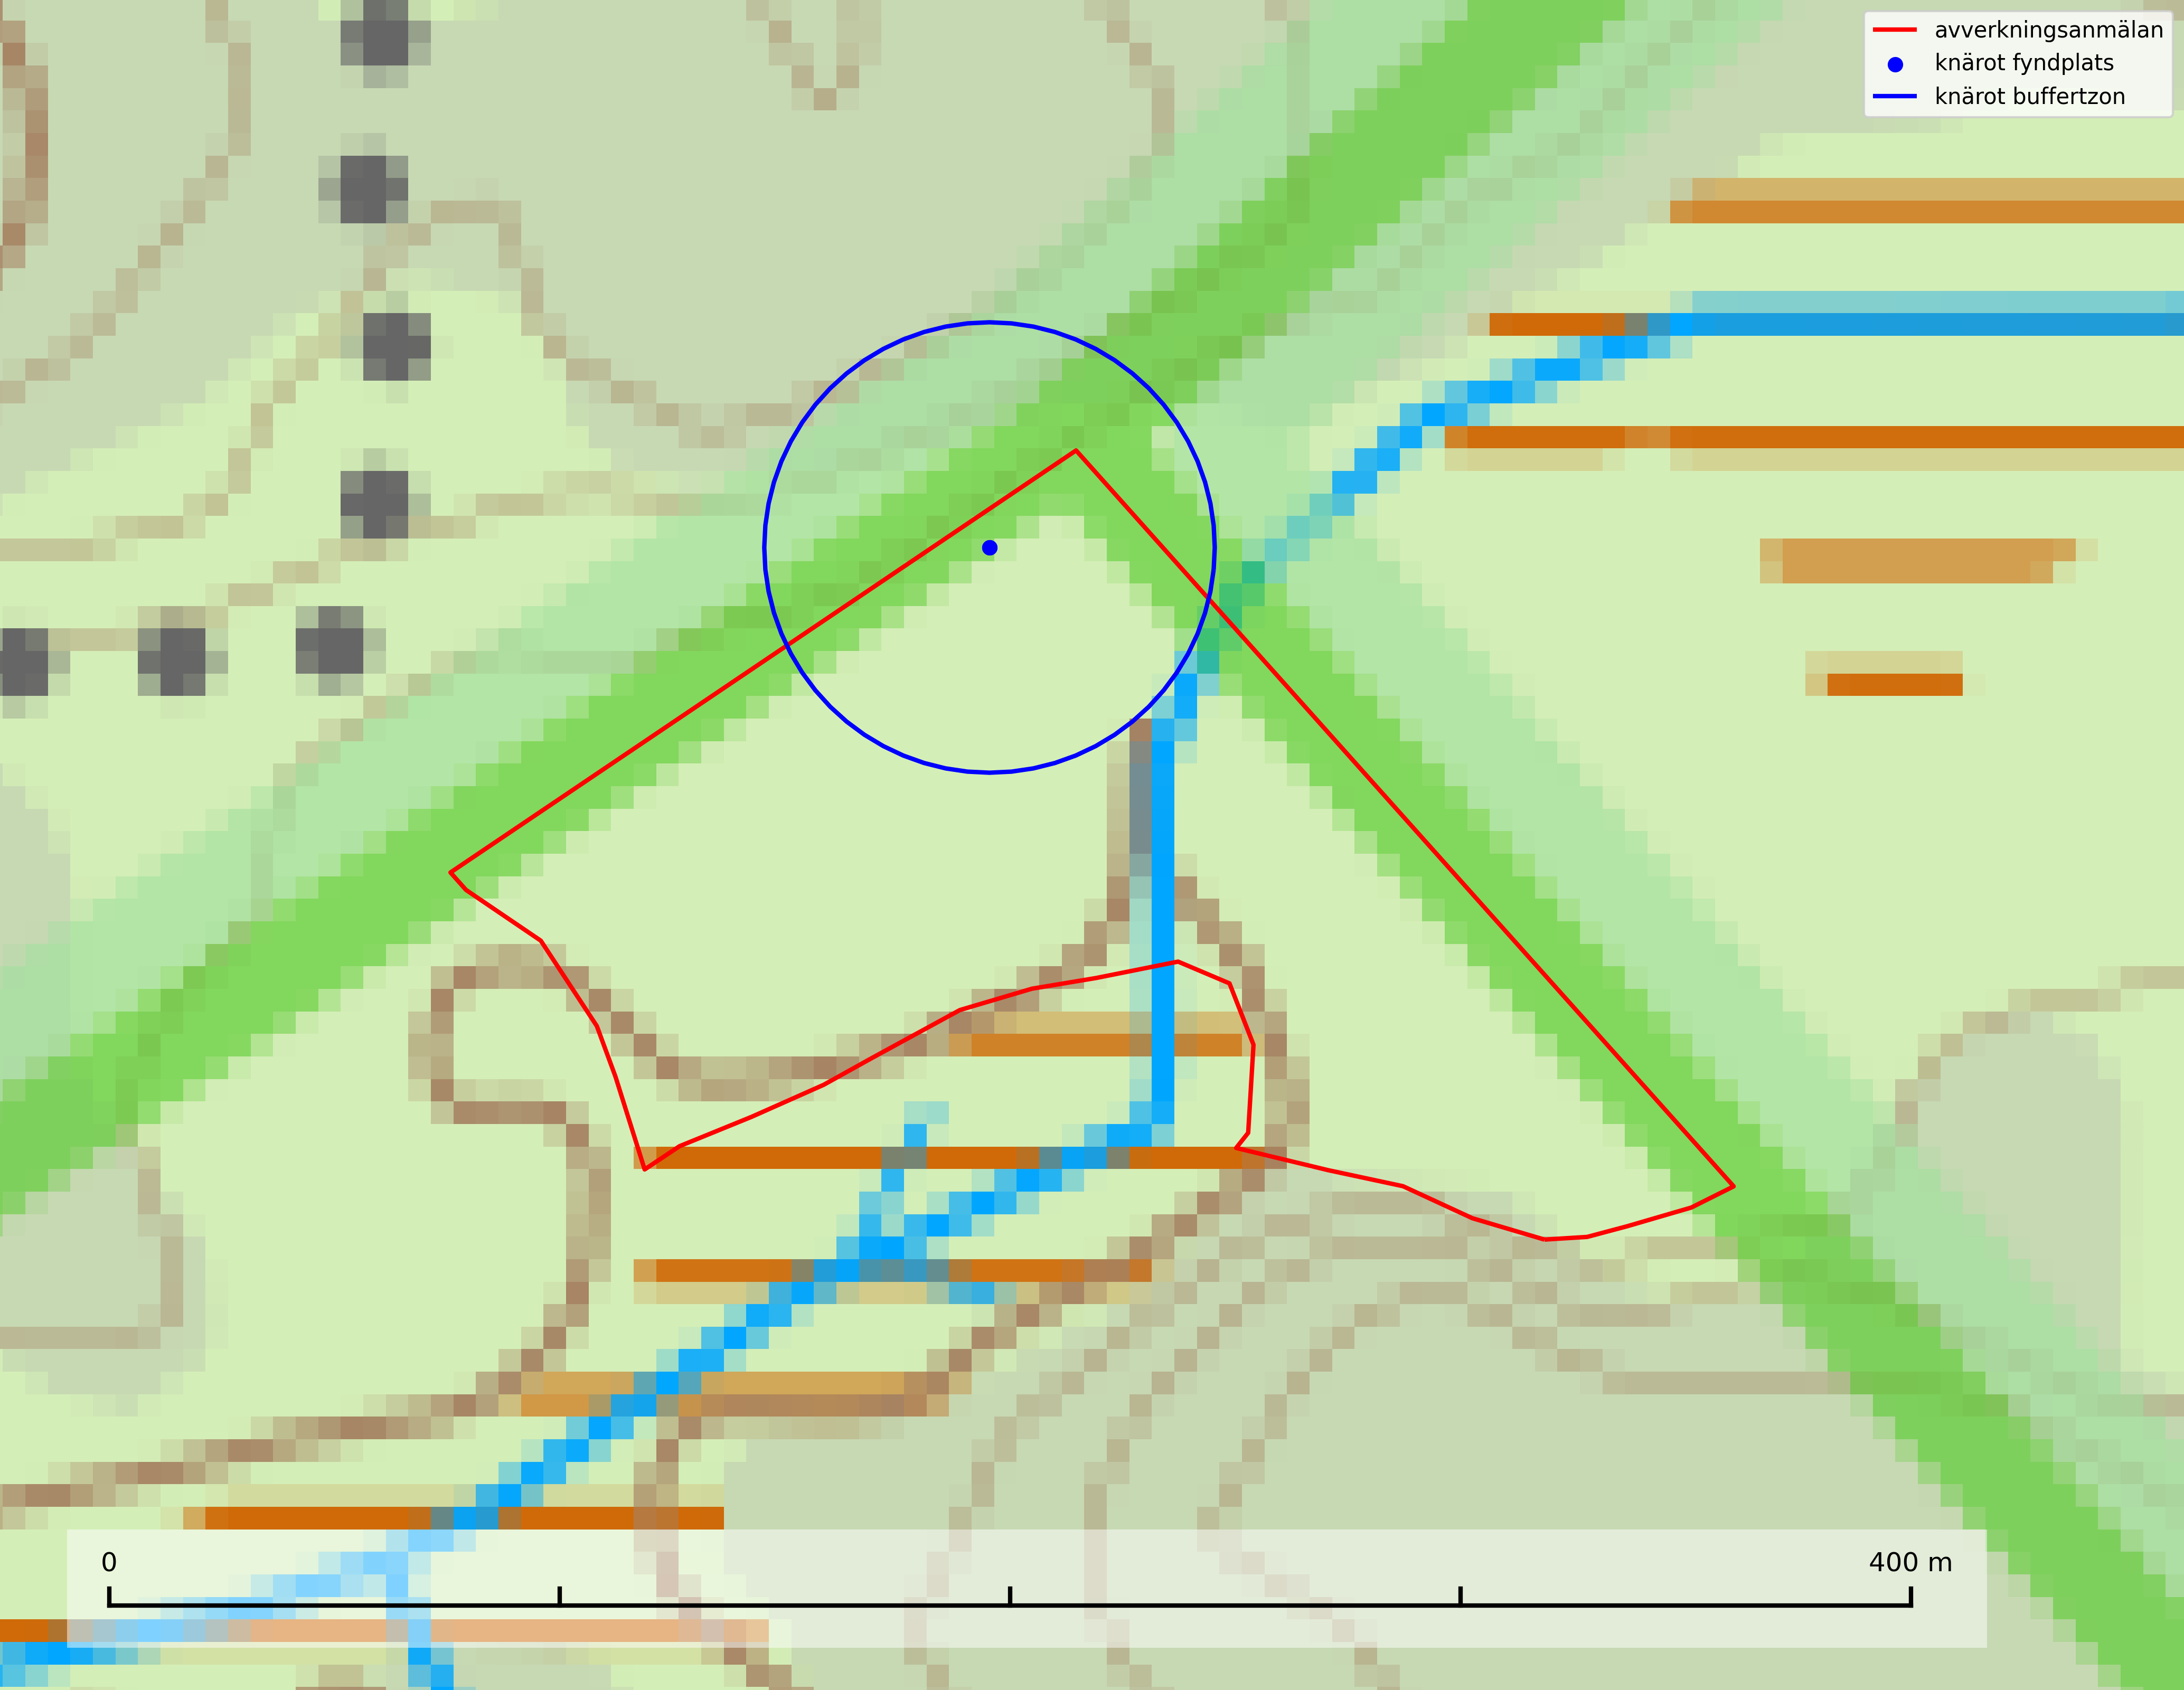 avverkningsanmälan
knärot fyndplats
knärot buffertzon
0
400 m